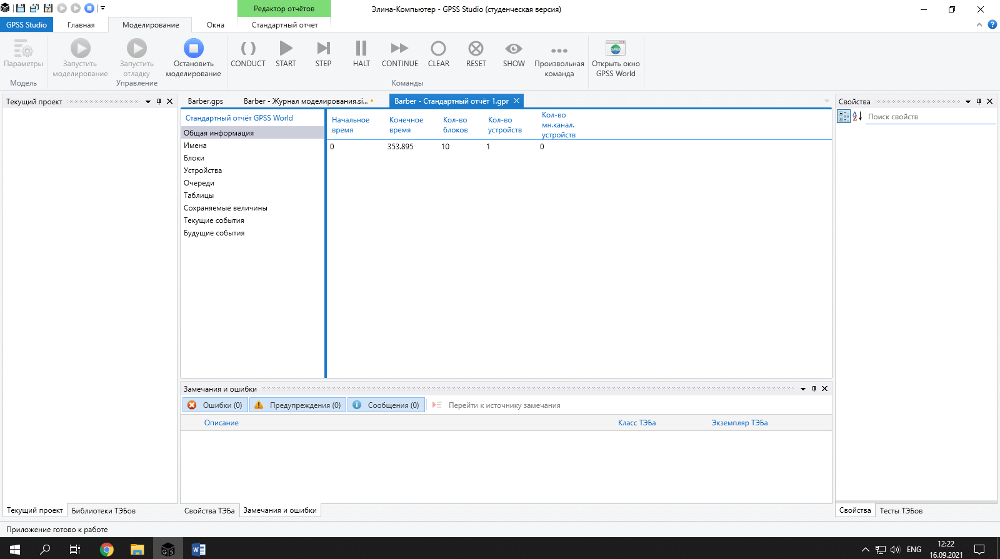 Редактор отчётов
Элина-Компьютер - GPSS Studio (студенческая версия)
GPSS Studio
Главная
Моделирование
Окна
Стандартный отчет
Параметры
Модель
Запустить моделирование
Запустить отладку
Остановить моделирование
Управление
CONDUCT
START
STEP
HALT
CONTINUE
CLEAR
RESET
SHOW
Произвольная команда
Команды
Открыть окно GPSS World
GPSS
Текущий проект
Barber.gps
Barber - Журнал моделирования.si...
Barber - Стандартный отчёт 1.gpr
Свойства
Поиск свойств
Стандартный отчёт GPSS World
Общая информация
Имена
Блоки
Устройства
Очереди
Таблицы
Сохраняемые величины
Текущие события
Будущие события
Начальное время
Конечное время
Кол-во блоков
Кол-во устройств
Кол-во мн.канал. устройств
0 353.895 10 1 0
Замечания и ошибки
Ошибки (0)
Предупреждения (0)
Сообщения (0)
Перейти к источнику замечания
Описание
Класс ТЭБа
Экземпляр ТЭБа
Текущий проект
Библиотеки ТЭБов
Свойства ТЭБа
Замечания и ошибки
Свойства
Тесты ТЭБов
Приложение готово к работе
ENG
12:22
16.09.2021